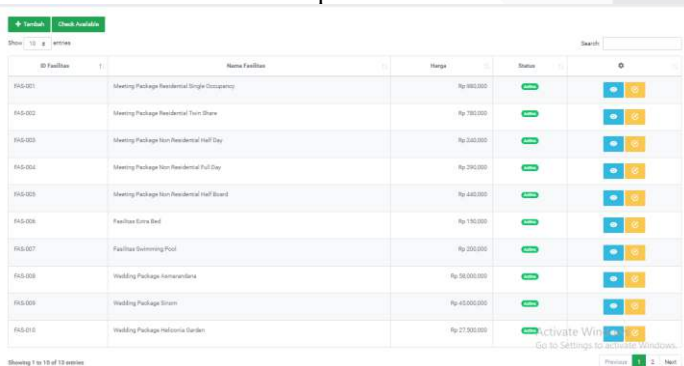 + Tambah Check Available
Show 10 entries Search:
ID Fasilitas Nama Fasilitas Harga Status
FAS-001 Meeting Package Residential Single Occupancy Rp 980,000 Active
FAS-002 Meeting Package Residential Twin Share Rp 780,000 Active
FAS-003 Meeting Package Non Residential Half Day Rp 240,000 Active
FAS-004 Meeting Package Non Residential Full Day Rp 290,000 Active
FAS-005 Meeting Package Non Residential Half Board Rp 440,000 Active
FAS-006 Fasilitas Extra Bed Rp 150,000 Active
FAS-007 Fasilitas Swimming Pool Rp 200,000 Active
FAS-008 Wedding Package Asmarandana Rp 38,000,000 Active
FAS-009 Wedding Package Sinom Rp 45,000,000 Active
FAS-010 Wedding Package Heliconia Garden Rp 27,500,000 Active
Activate Windows
Go to Settings to activate Windows.
Showing 1 to 10 of 13 entries Previous 1 2 Next